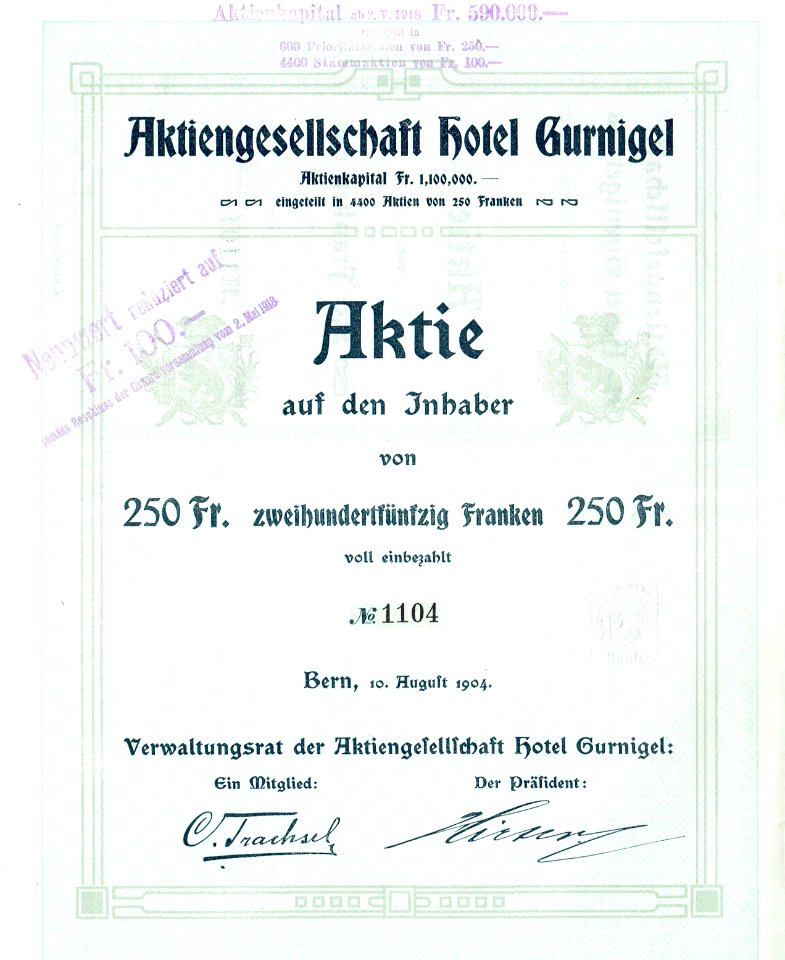 Aktienkapital ab 2. V. 1918 Fr. 590.000.—
600 Prioritätsaktien von Fr. 250.—
4400 Stammaktien von Fr. 100.—
Aktiengesellschaft Hotel Gurnigel
Aktienkapital Fr. 1,100,000. —
eingeteilt in 4400 Aktien von 250 Franken
Nennwert reduziert auf
Fr. 100.—
gemäss Beschluss der Generalversammlung vom 2. Mai 1918
Aktie
auf den Inhaber
von
250 Fr. zweihundertfünfzig Franken 250 Fr.
voll einbezahlt
№ 1104
Bern, 10. August 1904.
Verwaltungsrat der Aktiengesellschaft Hotel Gurnigel:
Ein Mitglied: Der Präsident:
C. Trachsel